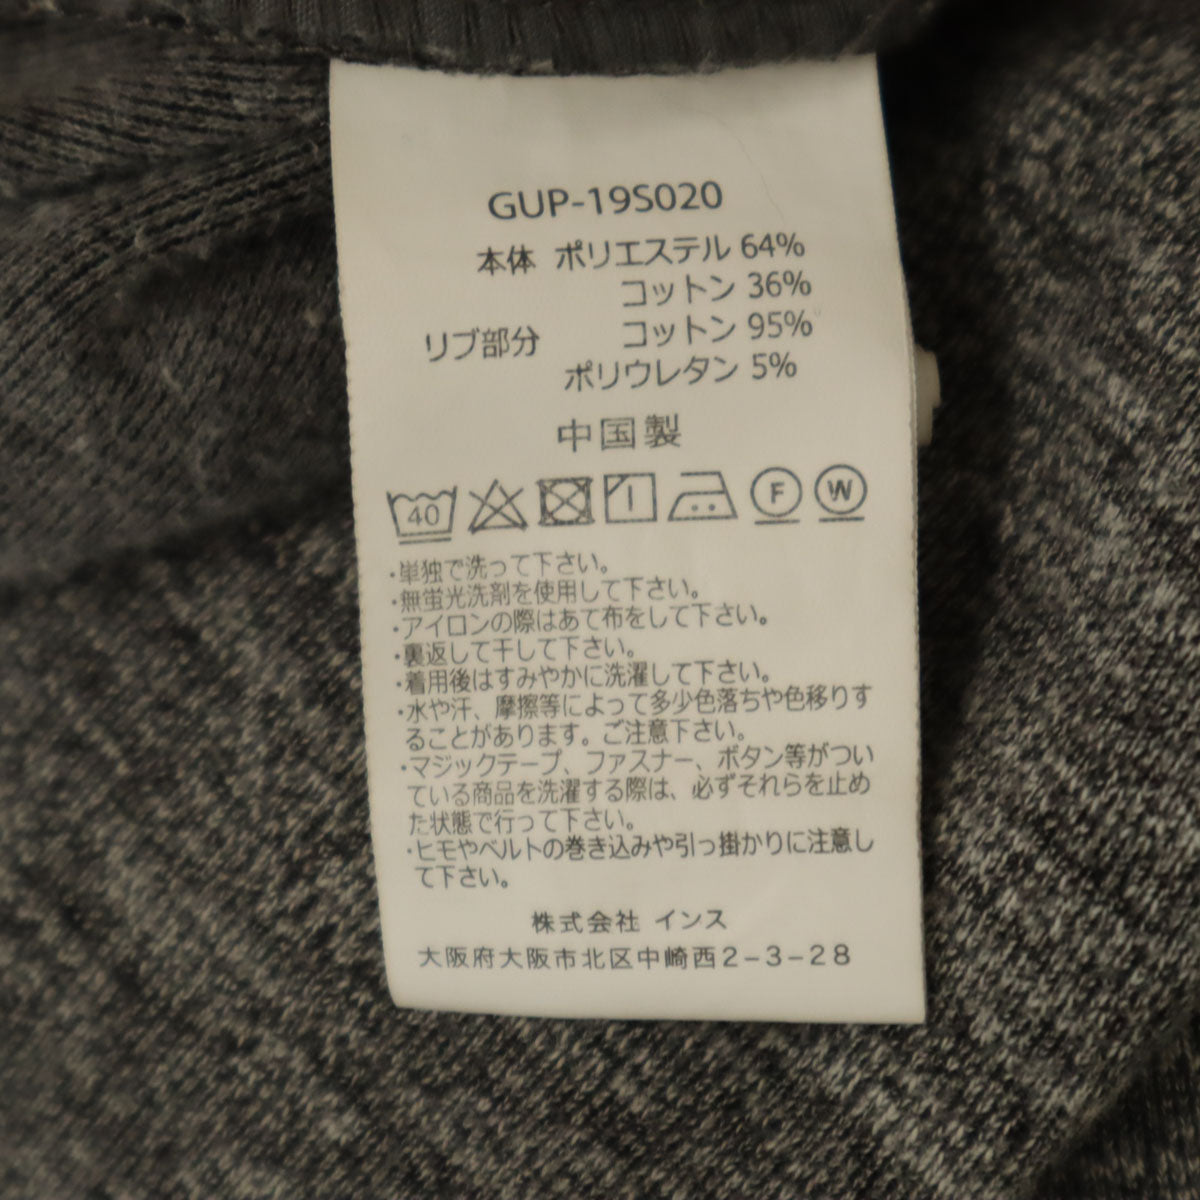 GUP-19S020
本体 ポリエステル 64%
コットン 36%
リブ部分 コットン 95%
ポリウレタン 5%
中国製
40 F W
・単独で洗って下さい。
・無蛍光洗剤を使用して下さい。
・アイロンの際はあて布をして下さい。
・裏返して干して下さい。
・着用後はすみやかに洗濯して下さい。
・水や汗、摩擦等によって多少色落ちや色移りす
ることがあります。ご注意下さい。
・マジックテープ、ファスナー、ボタン等がつい
ている商品を洗濯する際は、必ずそれらを止め
た状態で行って下さい。
・ヒモやベルトの巻き込みや引っ掛かりに注意し
て下さい。
株式会社 インス
大阪府大阪市北区中崎西2-3-28